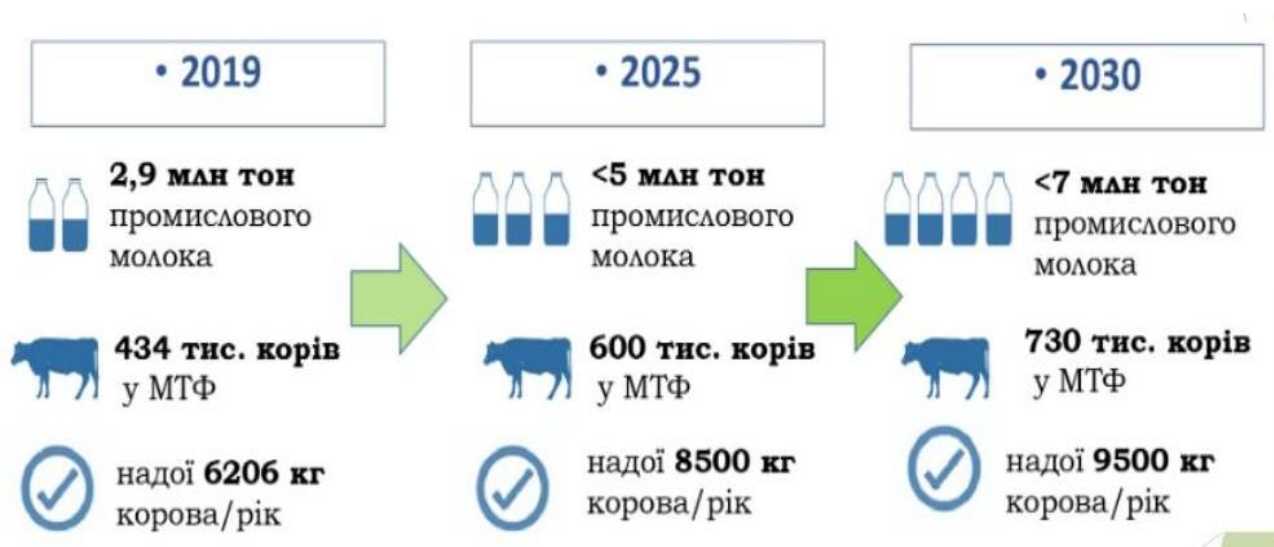 • 2019
2,9 млн тон
промислового
молока
434 тис. корів
у МТФ
надої 6206 кг
корова/рік
• 2025
<5 млн тон
промислового
молока
600 тис. корів
у МТФ
надої 8500 кг
корова/рік
• 2030
<7 млн тон
промислового
молока
730 тис. корів
у МТФ
надої 9500 кг
корова/рік